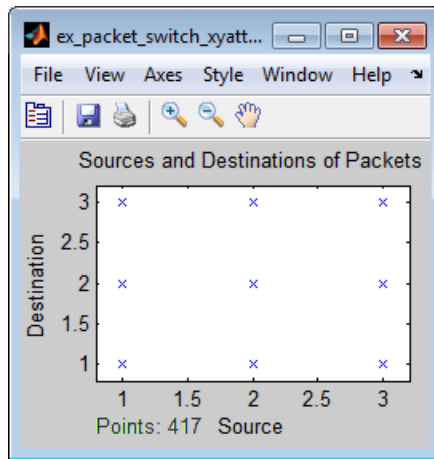 ex_packet_switch_xyatt...
File View Axes Style Window Help
Sources and Destinations of Packets
3
2.5
2
1.5
1
Destination
1 1.5 2 2.5 3
Points: 417 Source